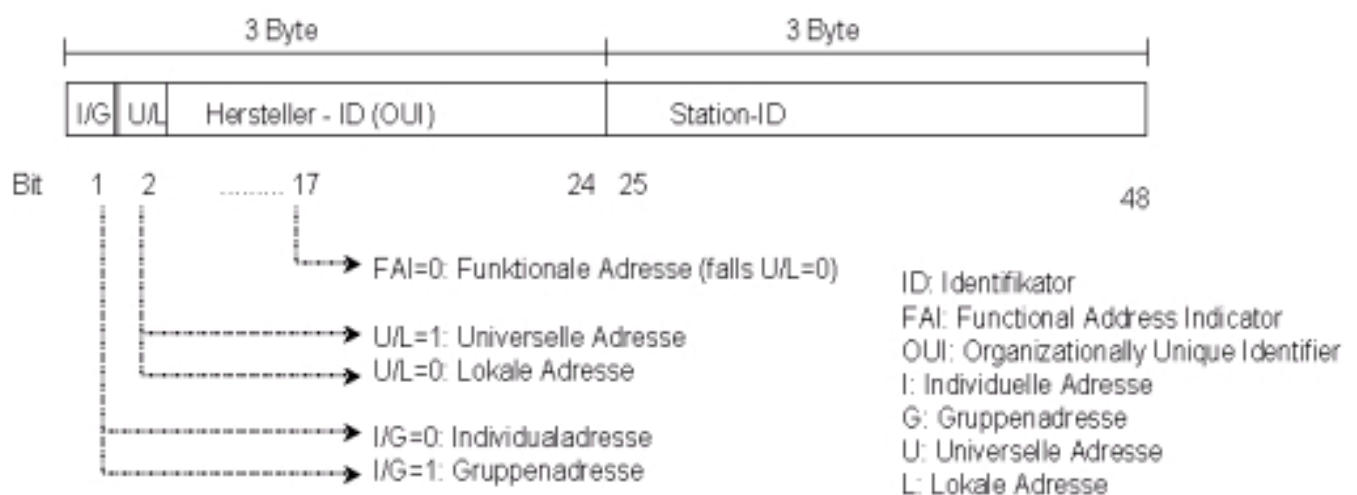 3 Byte 3 Byte
I/G U/L Hersteller - ID (OUI) Station-ID
Bit 1 2 ......... 17 24 25 48
FAI=0: Funktionale Adresse (falls U/L=0)
U/L=1: Universelle Adresse
U/L=0: Lokale Adresse
I/G=0: Individualadresse
I/G=1: Gruppenadresse
ID: Identifikator
FAI: Functional Address Indicator
OUI: Organizationally Unique Identifier
I: Individuelle Adresse
G: Gruppenadresse
U: Universelle Adresse
L: Lokale Adresse